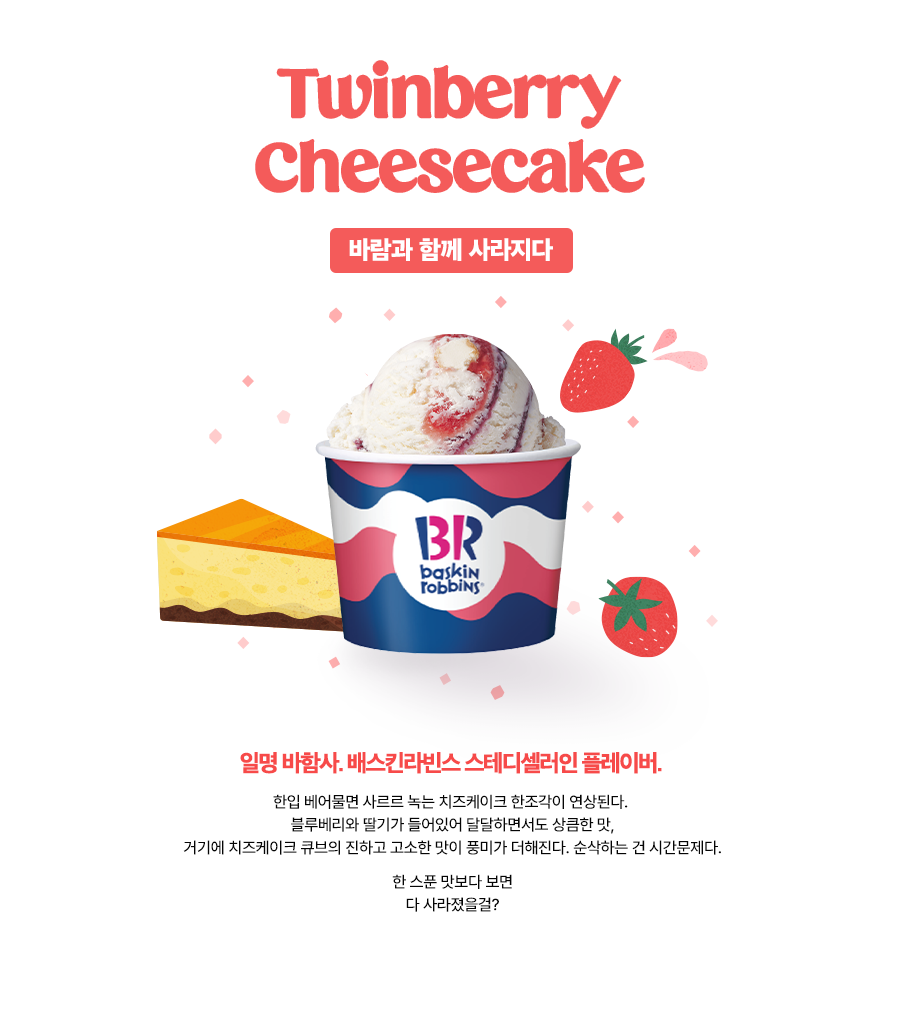 Twinberry
Cheesecake
바람과 함께 사라지다
BR
baskin
robbins®
일명 바함사. 배스킨라빈스 스테디셀러인 플레이버.
한입 베어물면 사르르 녹는 치즈케이크 한조각이 연상된다.
블루베리와 딸기가 들어있어 달달하면서도 상큼한 맛,
거기에 치즈케이크 큐브의 진하고 고소한 맛이 풍미가 더해진다. 순삭하는 건 시간문제다.
한 스푼 맛보다 보면
다 사라졌을걸?